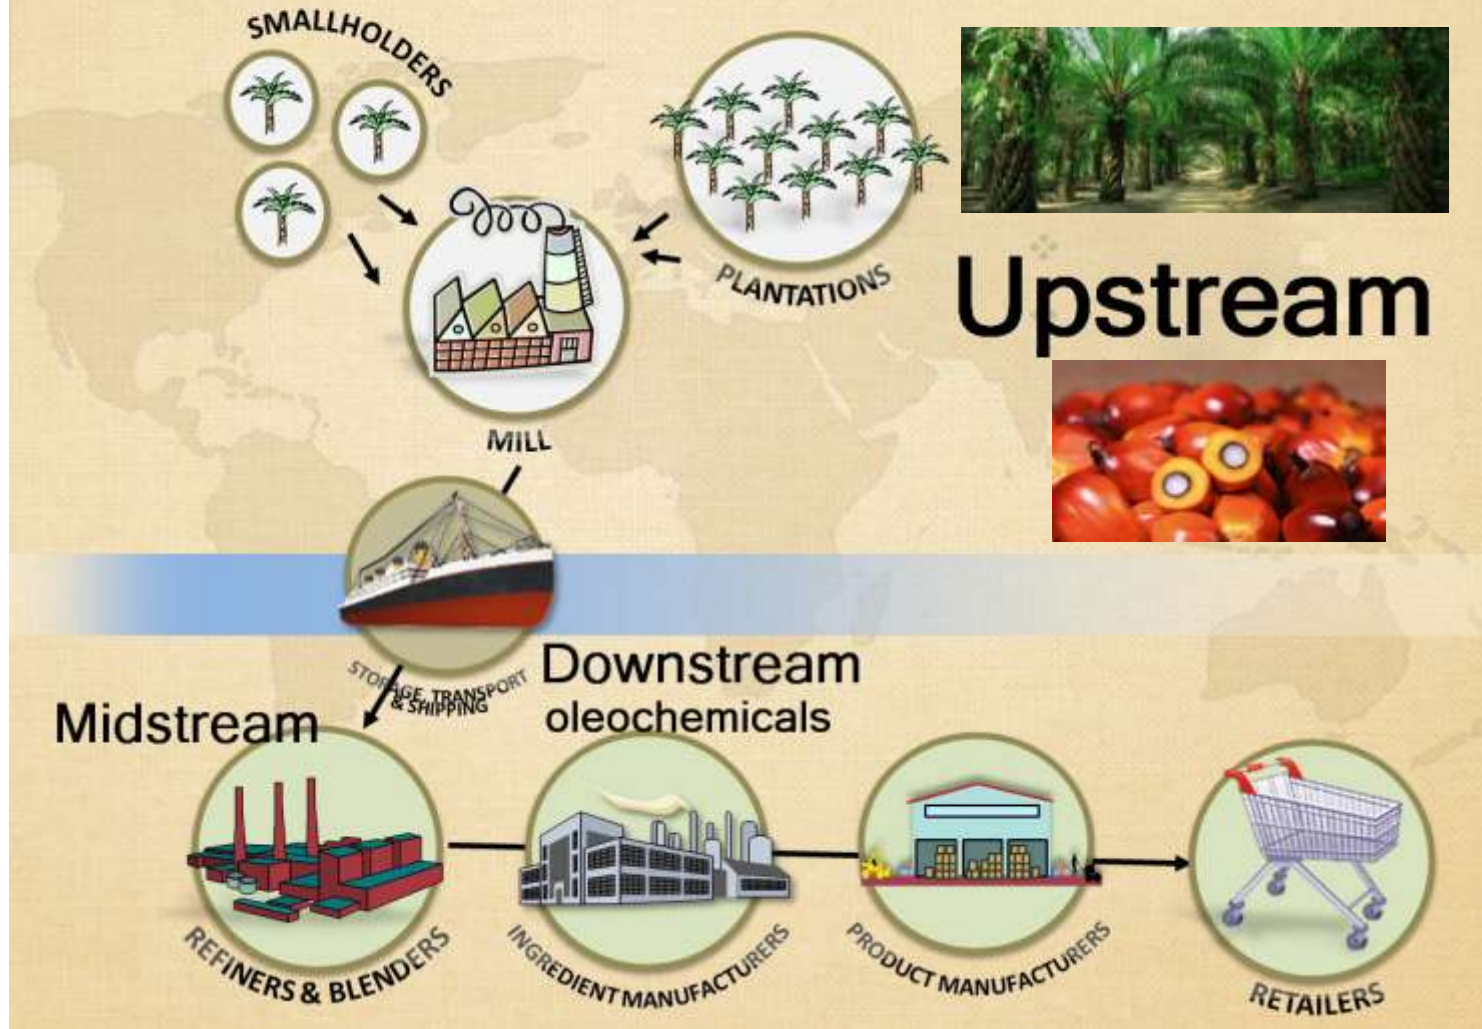 SMALLHOLDERS
PLANTATIONS
Upstream
MILL
STORAGE, TRANSPORT
& SHIPPING
Midstream
Downstream
oleochemicals
REFINERS & BLENDERS
INGREDIENT MANUFACTURERS
PRODUCT MANUFACTURERS
RETAILERS